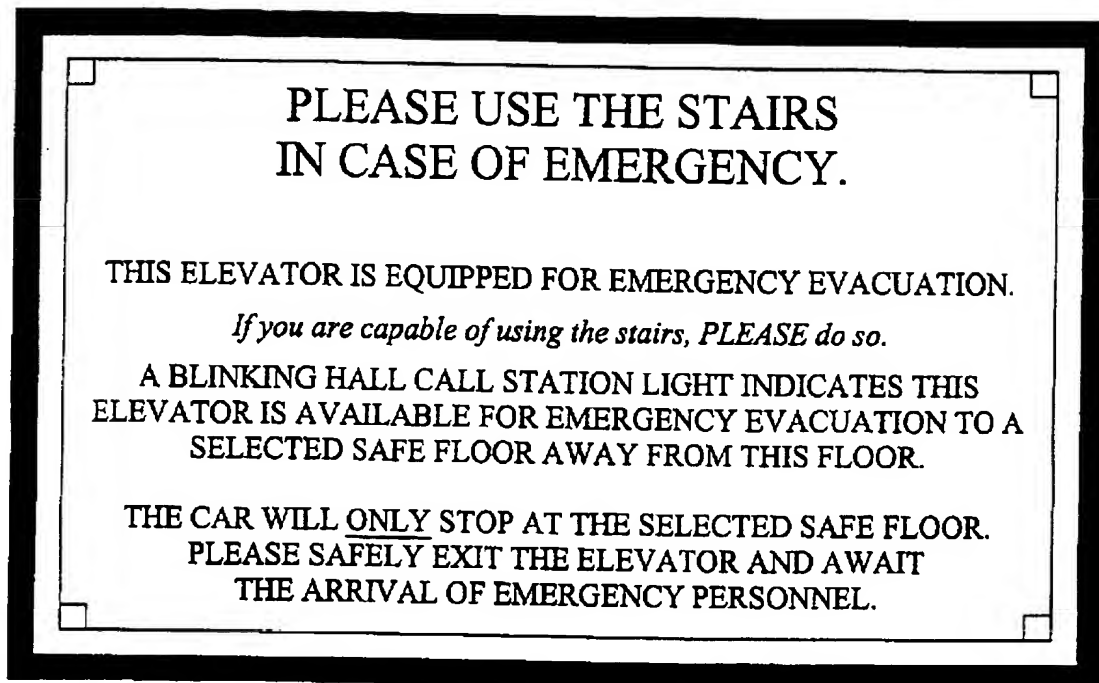 PLEASE USE THE STAIRS
IN CASE OF EMERGENCY.
THIS ELEVATOR IS EQUIPPED FOR EMERGENCY EVACUATION.
If you are capable of using the stairs, PLEASE do so.
A BLINKING HALL CALL STATION LIGHT INDICATES THIS
ELEVATOR IS AVAILABLE FOR EMERGENCY EVACUATION TO A
SELECTED SAFE FLOOR AWAY FROM THIS FLOOR.
THE CAR WILL ONLY STOP AT THE SELECTED SAFE FLOOR.
PLEASE SAFELY EXIT THE ELEVATOR AND AWAIT
THE ARRIVAL OF EMERGENCY PERSONNEL.